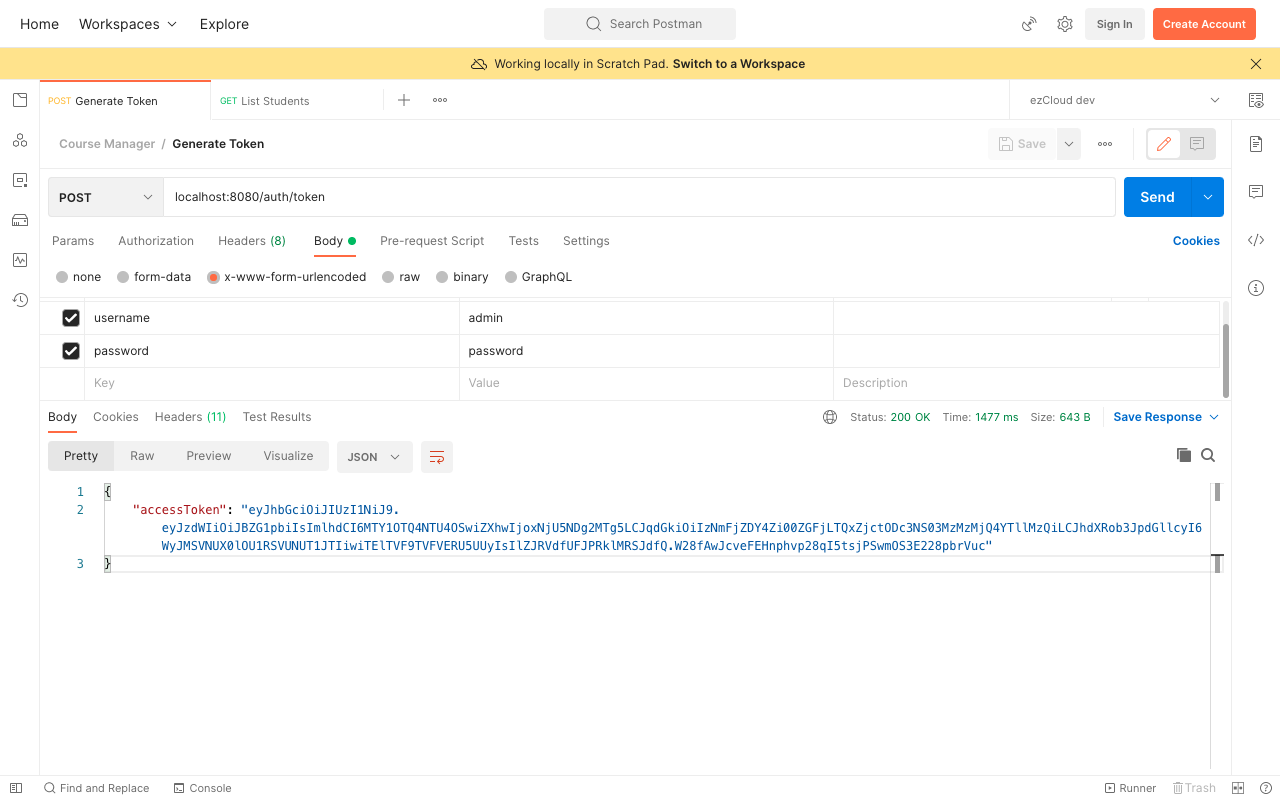 Home Workspaces Explore Search Postman Sign In Create Account
Working locally in Scratch Pad. Switch to a Workspace
POST Generate Token GET List Students ezCloud dev
Course Manager / Generate Token Save
POST localhost:8080/auth/token Send
Params Authorization Headers (8) Body Pre-request Script Tests Settings Cookies
none form-data x-www-form-urlencoded raw binary GraphQL
username admin
password password
Key Value Description
Body Cookies Headers (11) Test Results Status: 200 OK Time: 1477 ms Size: 643 B Save Response
Pretty Raw Preview Visualize JSON
1 {
2 "accessToken": "eyJhbGciOiJIUzI1NiJ9.
eyJzdWIiOiJBZG1pbiIsImlhdCI6MTY1OTQ4NTU4OSwiZXhwIjoxNjU5NDg2MTg5LCJqdGkiOiIzNmFjZDY4Zi00ZGFjLTQxZjctODc3NS03MzMzMjQ4YTllMzQiLCJhdXRob3JpdGllcyI6
WyJMSVNUX0lOU1RSVUNUT1JTIiwiTElTVF9TVFVERU5UUyIsIlZJRVdfUFJPRklMRSJdfQ.W28fAwJcveFEHnphvp28qI5tsjPSwmOS3E228pbrVuc"
3 }
Find and Replace Console Runner Trash